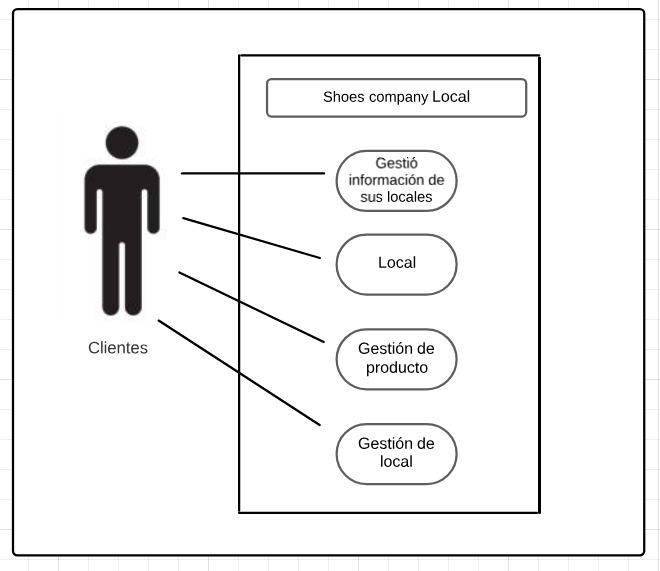 Shoes company Local
Gestió
información de
sus locales
Local
Gestión de
producto
Gestión de
local
Clientes